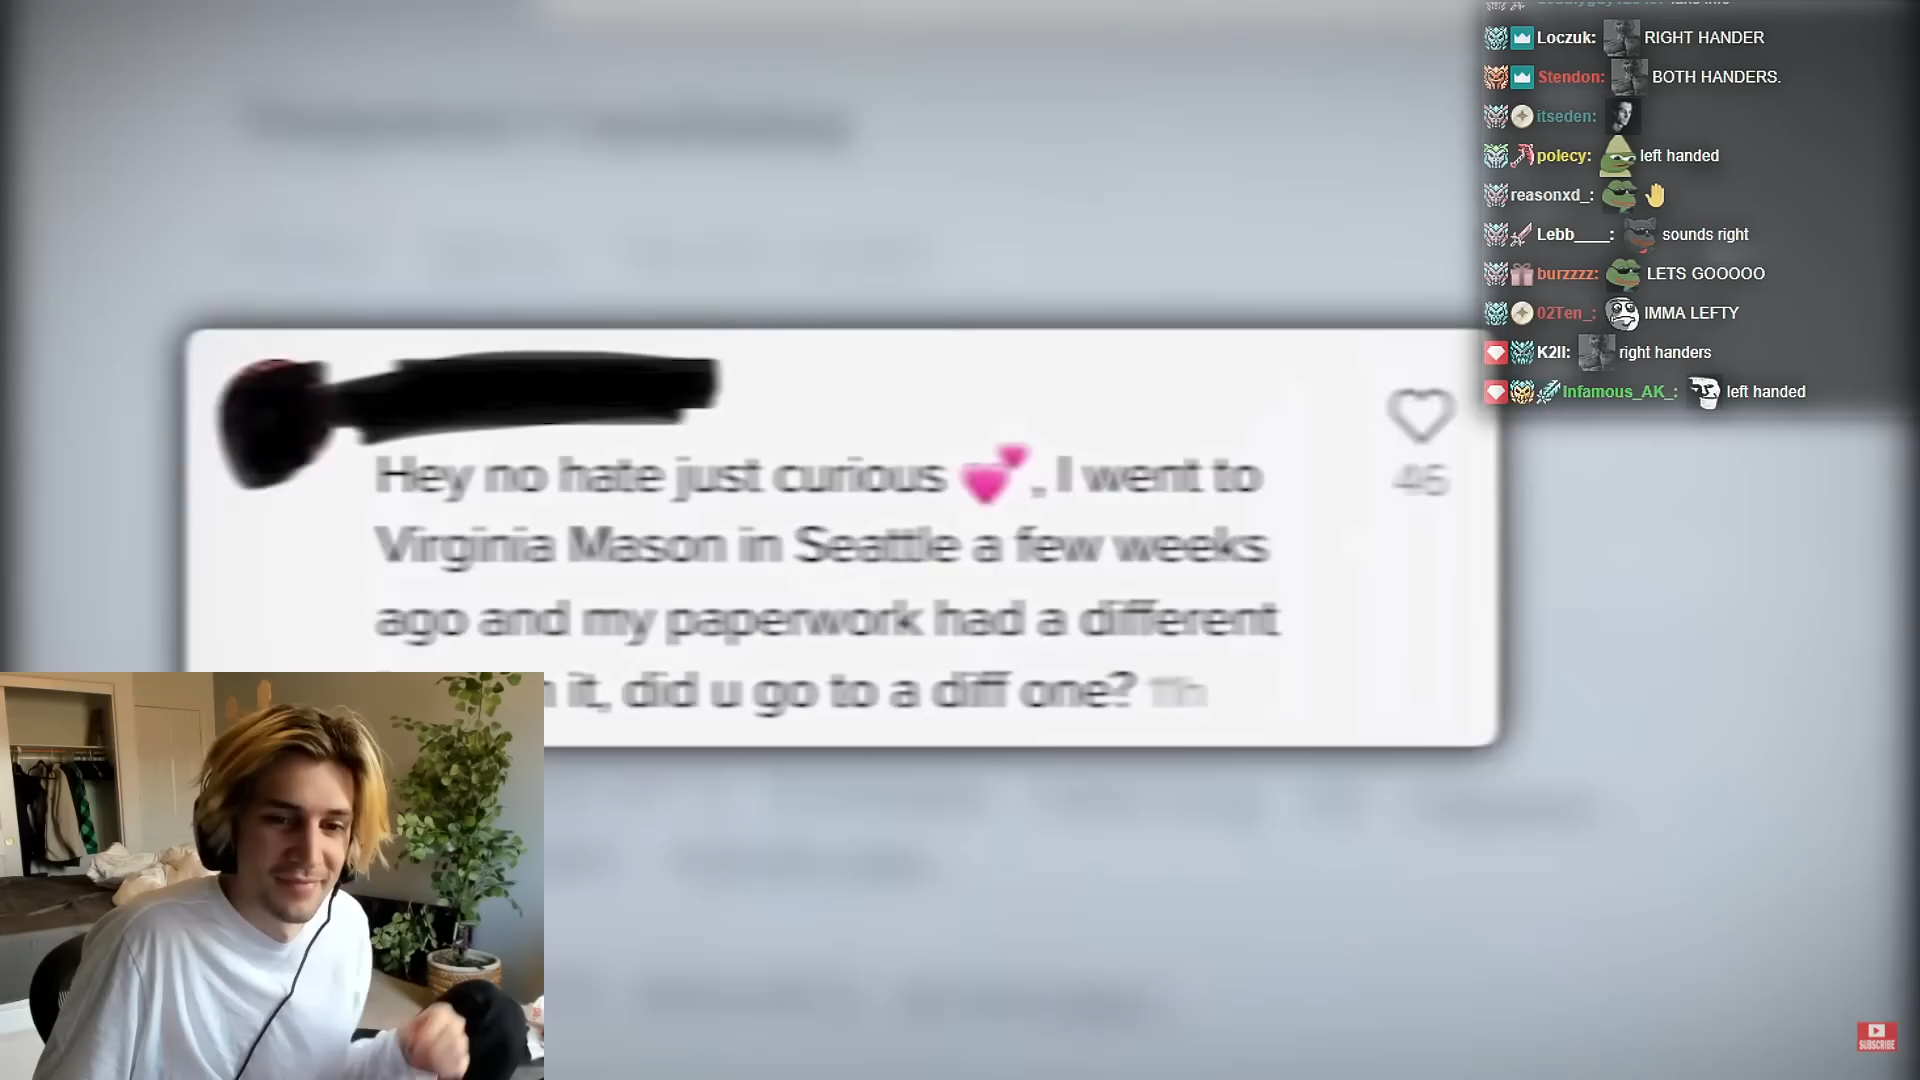 Loczuk: RIGHT HANDER
Stendon: BOTH HANDERS.
itseden:
polecy: left handed
reasonxd_:
Lebb____: sounds right
burzzzz: LETS GOOOOO
02Ten_: IMMA LEFTY
K2II: right handers
Infamous_AK_: left handed
Hey no hate just curious 💕, I went to
Virginia Mason in Seattle a few weeks
ago and my paperwork had a different
it, did u go to a diff one? 11h
46
SUBSCRIBE